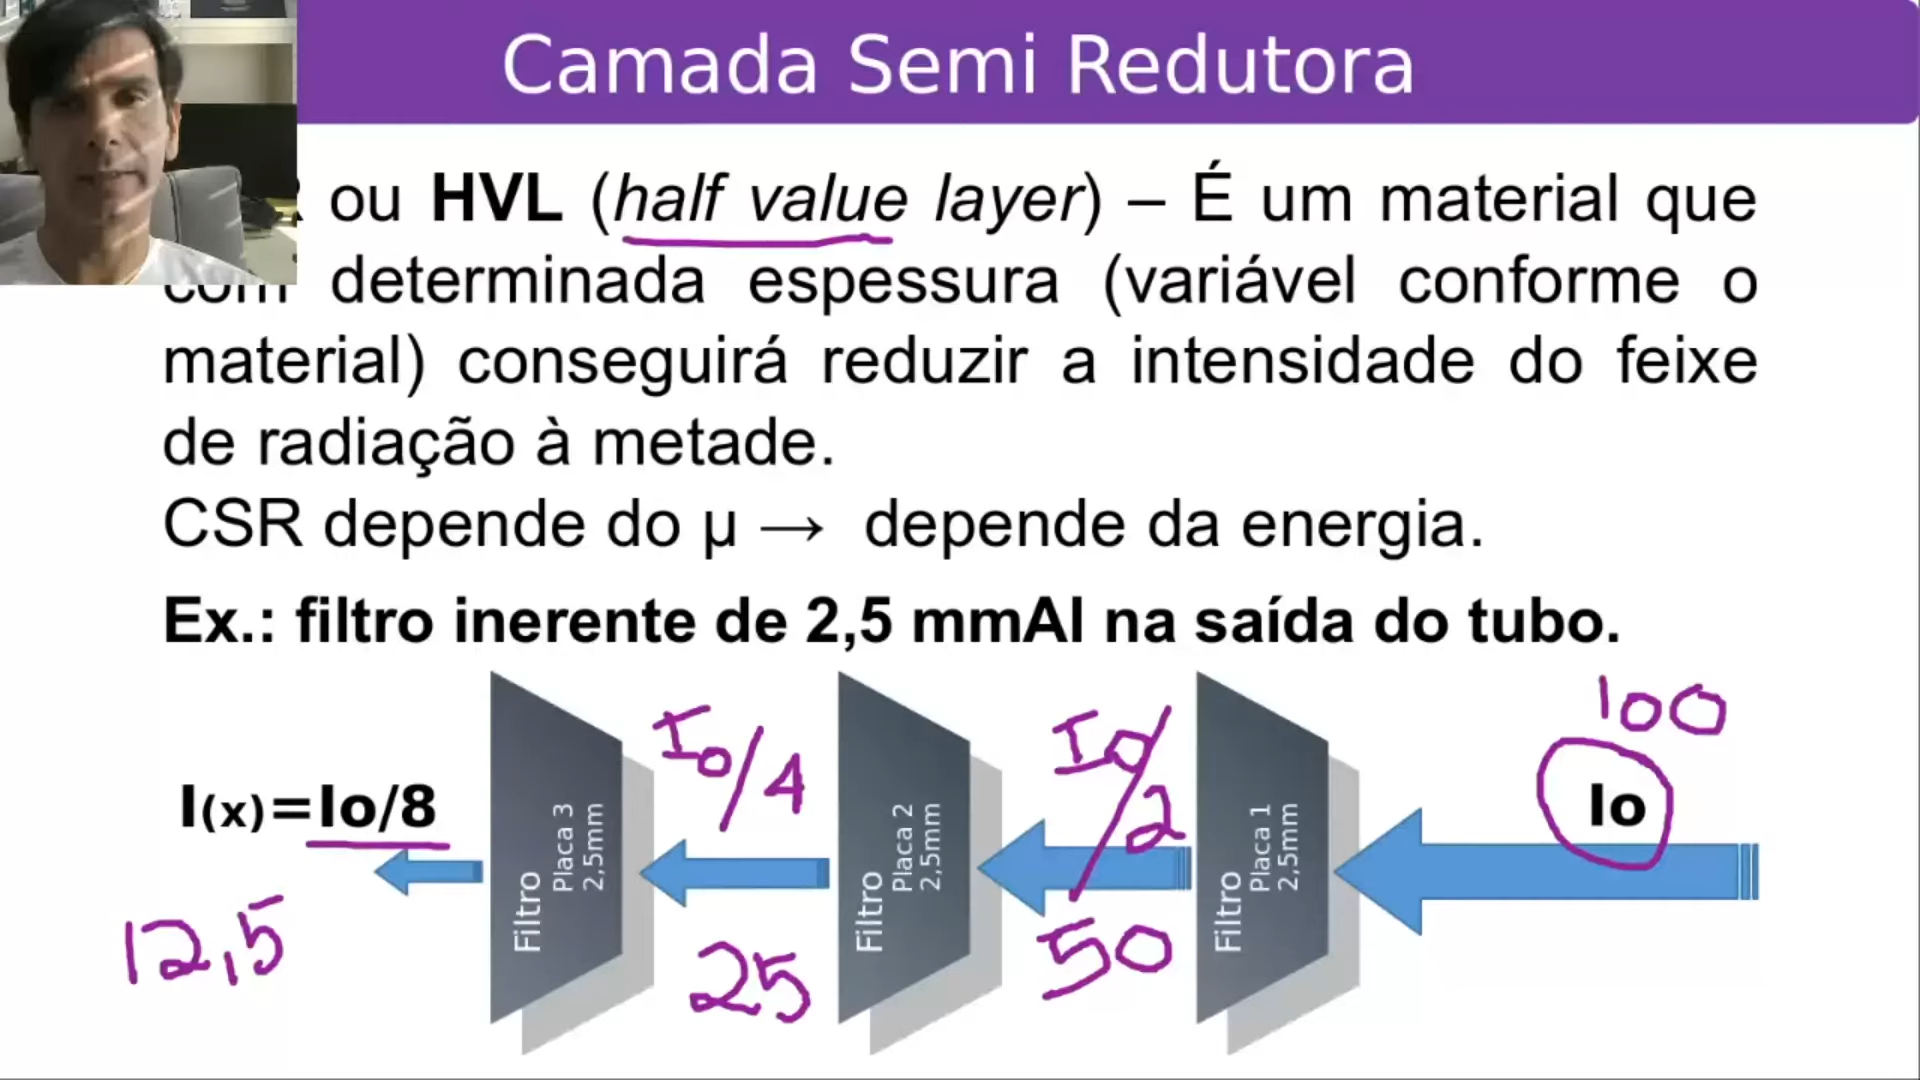 Camada Semi Redutora
ou HVL (half value layer) – É um material que
com determinada espessura (variável conforme o
material) conseguirá reduzir a intensidade do feixe
de radiação à metade.
CSR depende do µ → depende da energia.
Ex.: filtro inerente de 2,5 mmAl na saída do tubo.
I(x)=Io/8
12,5
Filtro
Placa 3
2,5mm
Io/4
25
Filtro
Placa 2
2,5mm
Io/2
50
Filtro
Placa 1
2,5mm
100
Io